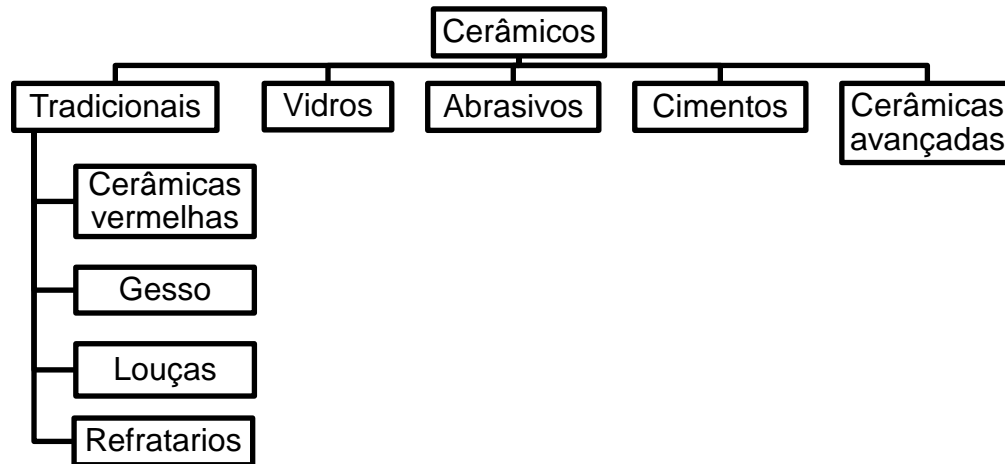 Cerâmicos
Tradicionais
Vidros
Abrasivos
Cimentos
Cerâmicas
avançadas
Cerâmicas
vermelhas
Gesso
Louças
Refratarios